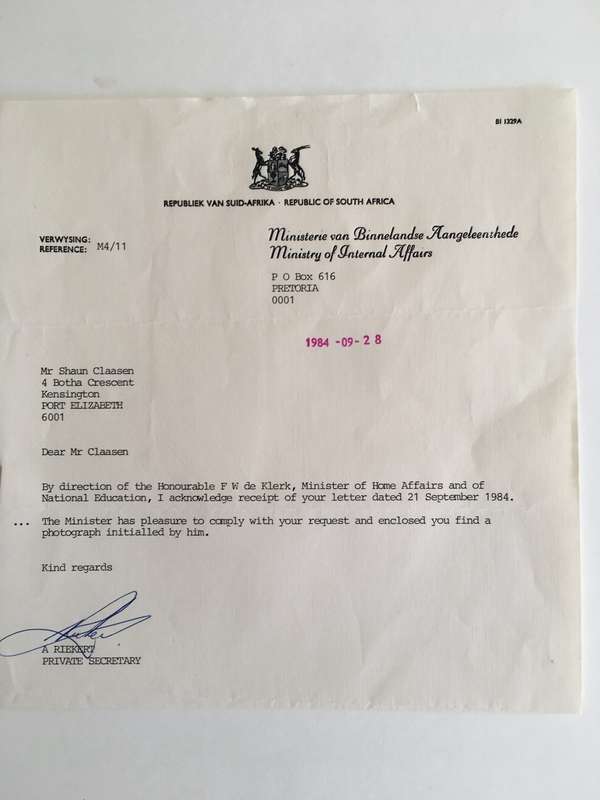 BI 1329A
REPUBLIEK VAN SUID-AFRIKA · REPUBLIC OF SOUTH AFRICA
VERWYSING:
REFERENCE: M4/11
Ministerie van Binnelandse Aangeleenthede
Ministry of Internal Affairs
P O Box 616
PRETORIA
0001
1984 -09- 28
Mr Shaun Claasen
4 Botha Crescent
Kensington
PORT ELIZABETH
6001
Dear Mr Claasen
By direction of the Honourable F W de Klerk, Minister of Home Affairs and of
National Education, I acknowledge receipt of your letter dated 21 September 1984.
... The Minister has pleasure to comply with your request and enclosed you find a
photograph initialled by him.
Kind regards
A RIEKERT
PRIVATE SECRETARY